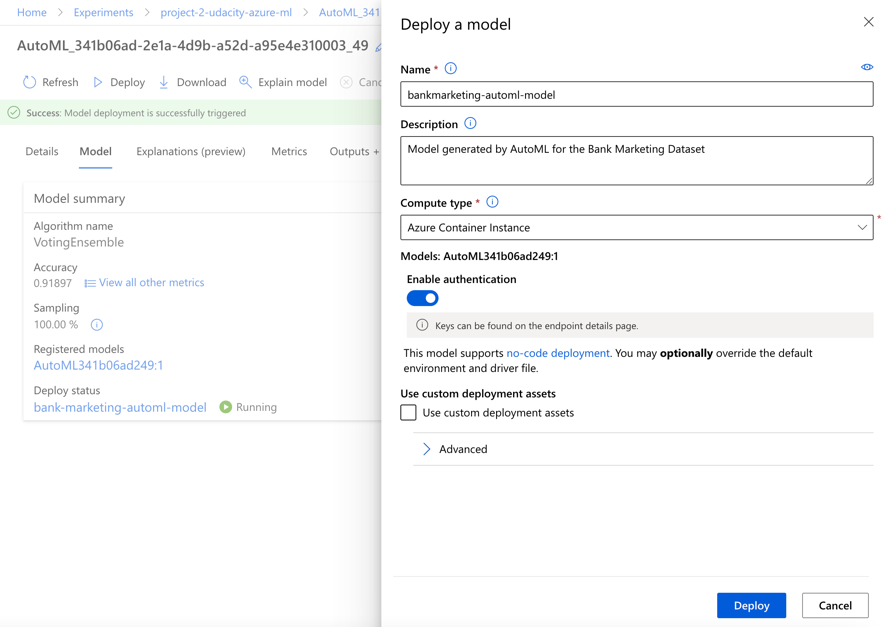 Home > Experiments > project-2-udacity-azure-ml > AutoML_341
AutoML_341b06ad-2e1a-4d9b-a52d-a95e4e310003_49
Refresh Deploy Download Explain model Canc
Success: Model deployment is successfully triggered
Details Model Explanations (preview) Metrics Outputs +
Model summary
Algorithm name
VotingEnsemble
Accuracy
0.91897 View all other metrics
Sampling
100.00 %
Registered models
AutoML341b06ad249:1
Deploy status
bank-marketing-automl-model Running
Deploy a model
Name *
bankmarketing-automl-model
Description
Model generated by AutoML for the Bank Marketing Dataset
Compute type *
Azure Container Instance
*
Models: AutoML341b06ad249:1
Enable authentication
Keys can be found on the endpoint details page.
This model supports no-code deployment. You may optionally override the default
environment and driver file.
Use custom deployment assets
Use custom deployment assets
Advanced
Deploy Cancel